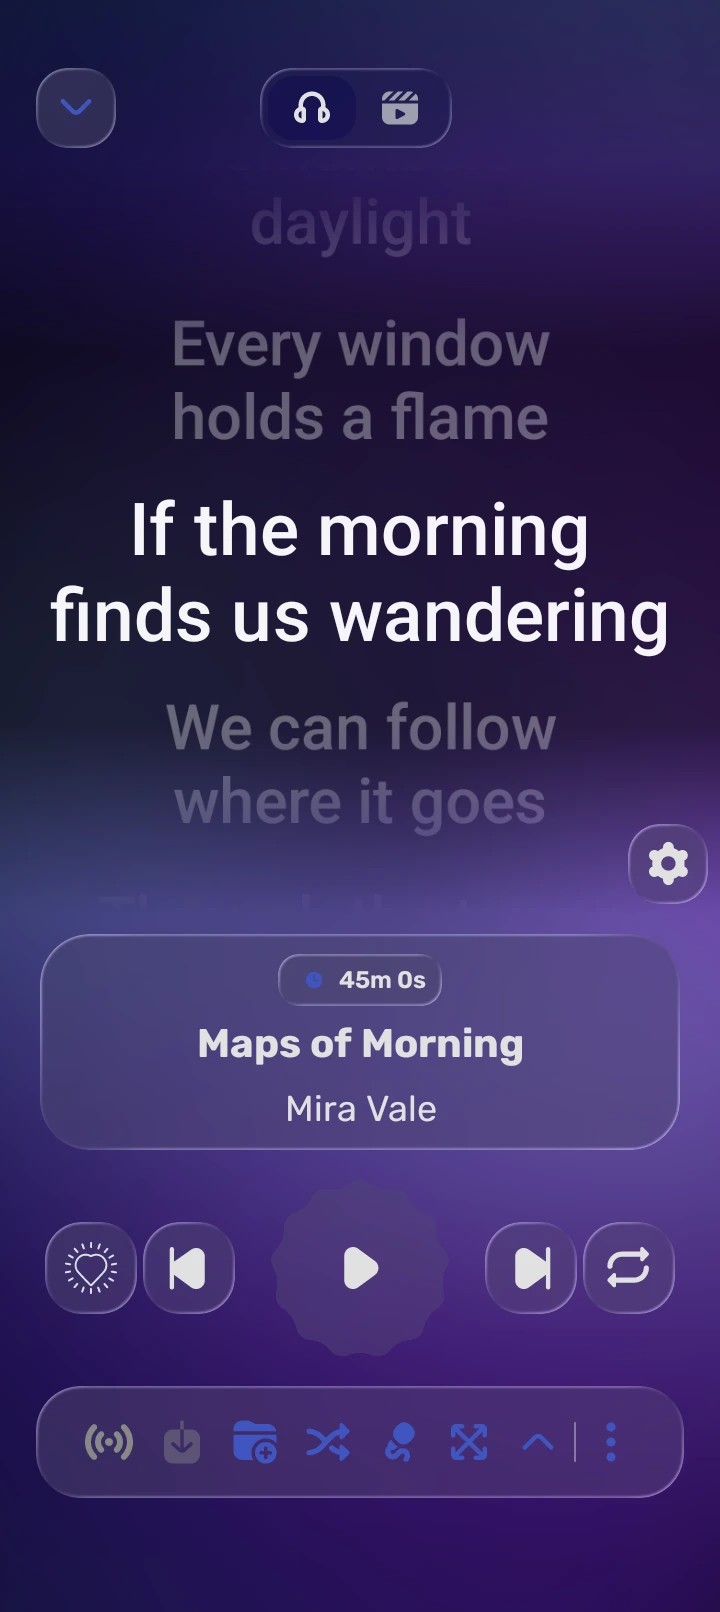 daylight
Every window
holds a flame
If the morning
finds us wandering
We can follow
where it goes
45m 0s
Maps of Morning
Mira Vale